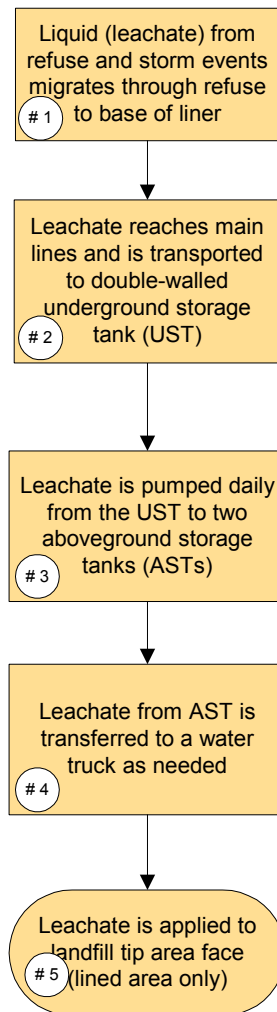 Liquid (leachate) from
refuse and storm events
migrates through refuse
to base of liner
# 1
Leachate reaches main
lines and is transported
to double-walled
underground storage
tank (UST)
# 2
Leachate is pumped daily
from the UST to two
aboveground storage
tanks (ASTs)
# 3
Leachate from AST is
transferred to a water
truck as needed
# 4
Leachate is applied to
landfill tip area face
(lined area only)
# 5